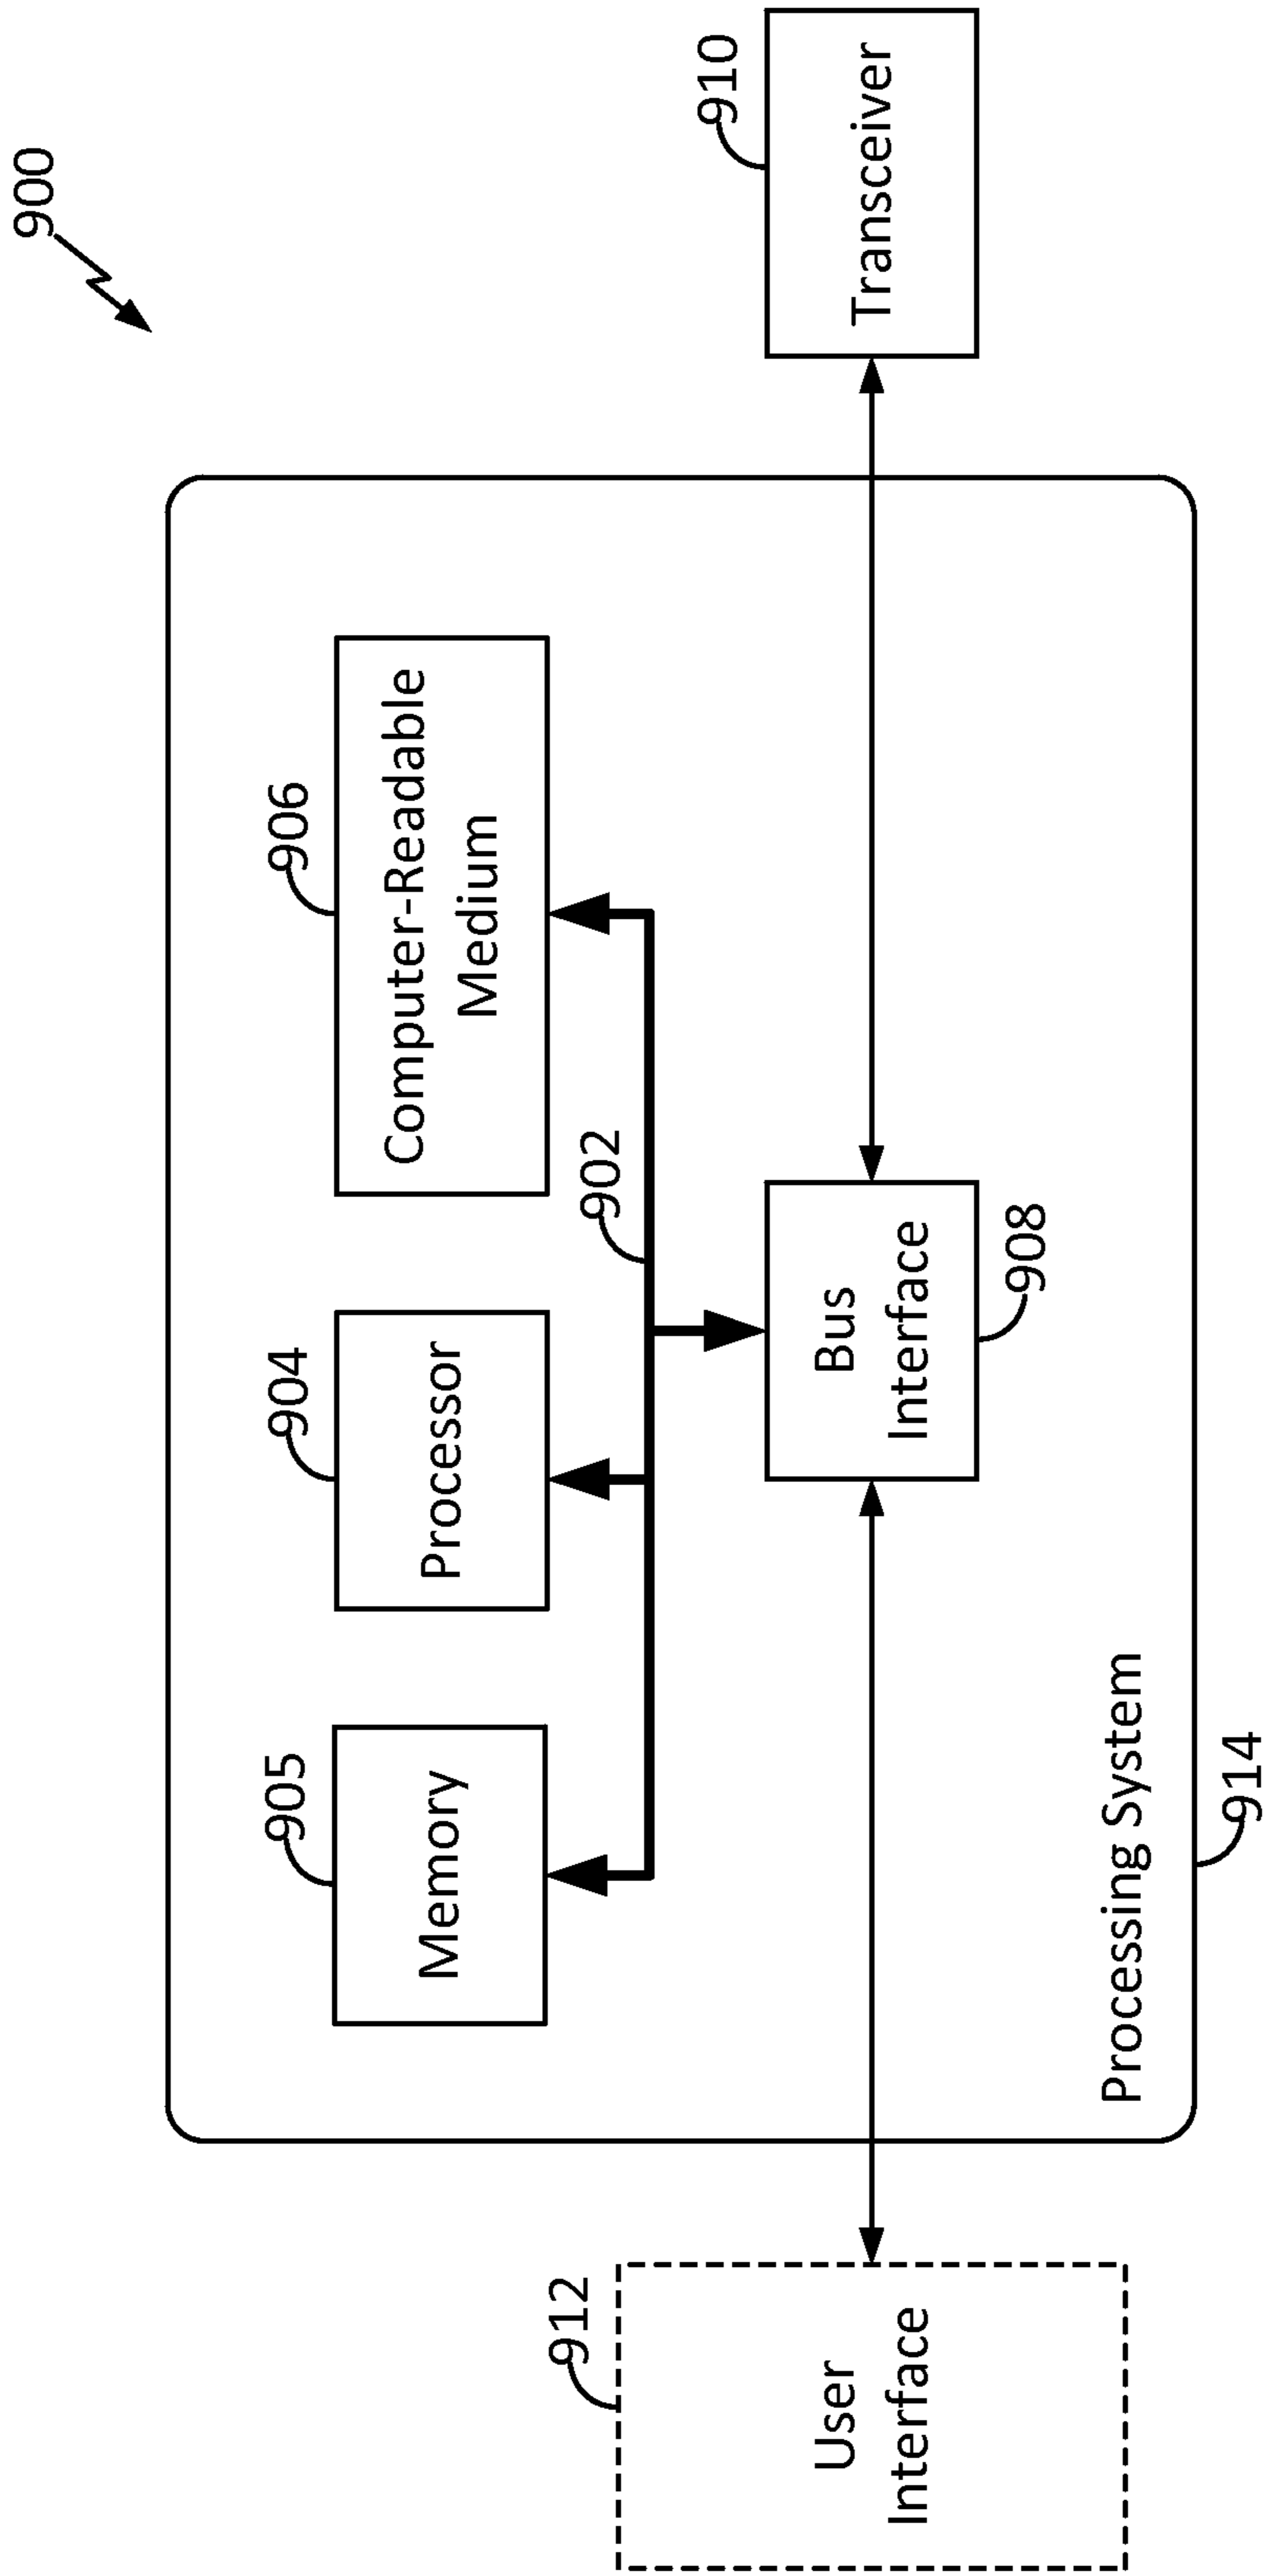 900
905
904
906
Memory
Processor
Computer-Readable
Medium
902
912
910
User
Interface
Bus
Interface
Transceiver
908
Processing System
914